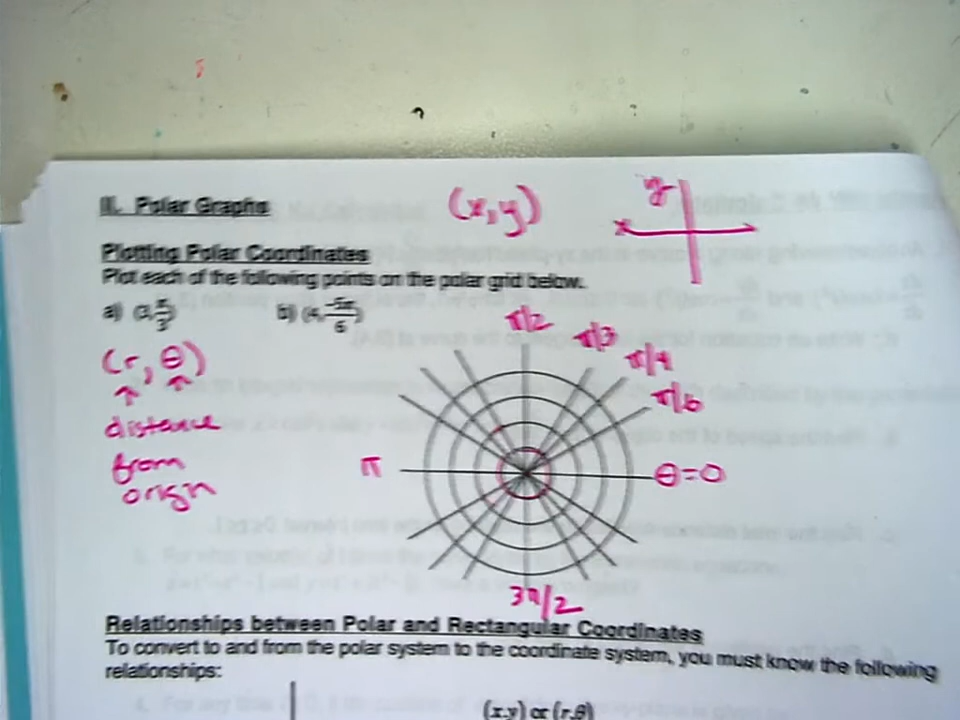 II. Polar Graphs
(x,y)
y
x
Plotting Polar Coordinates
Plot each of the following points on the polar grid below.
a) (3, π/3) b) (4, -5π/6)
π/2
π/3
(r, θ)
π/4
π/6
distance
from
origin
π
θ=0
3π/2
Relationships between Polar and Rectangular Coordinates
To convert to and from the polar system to the coordinate system, you must know the following
relationships:
(x,y) or (r,θ)